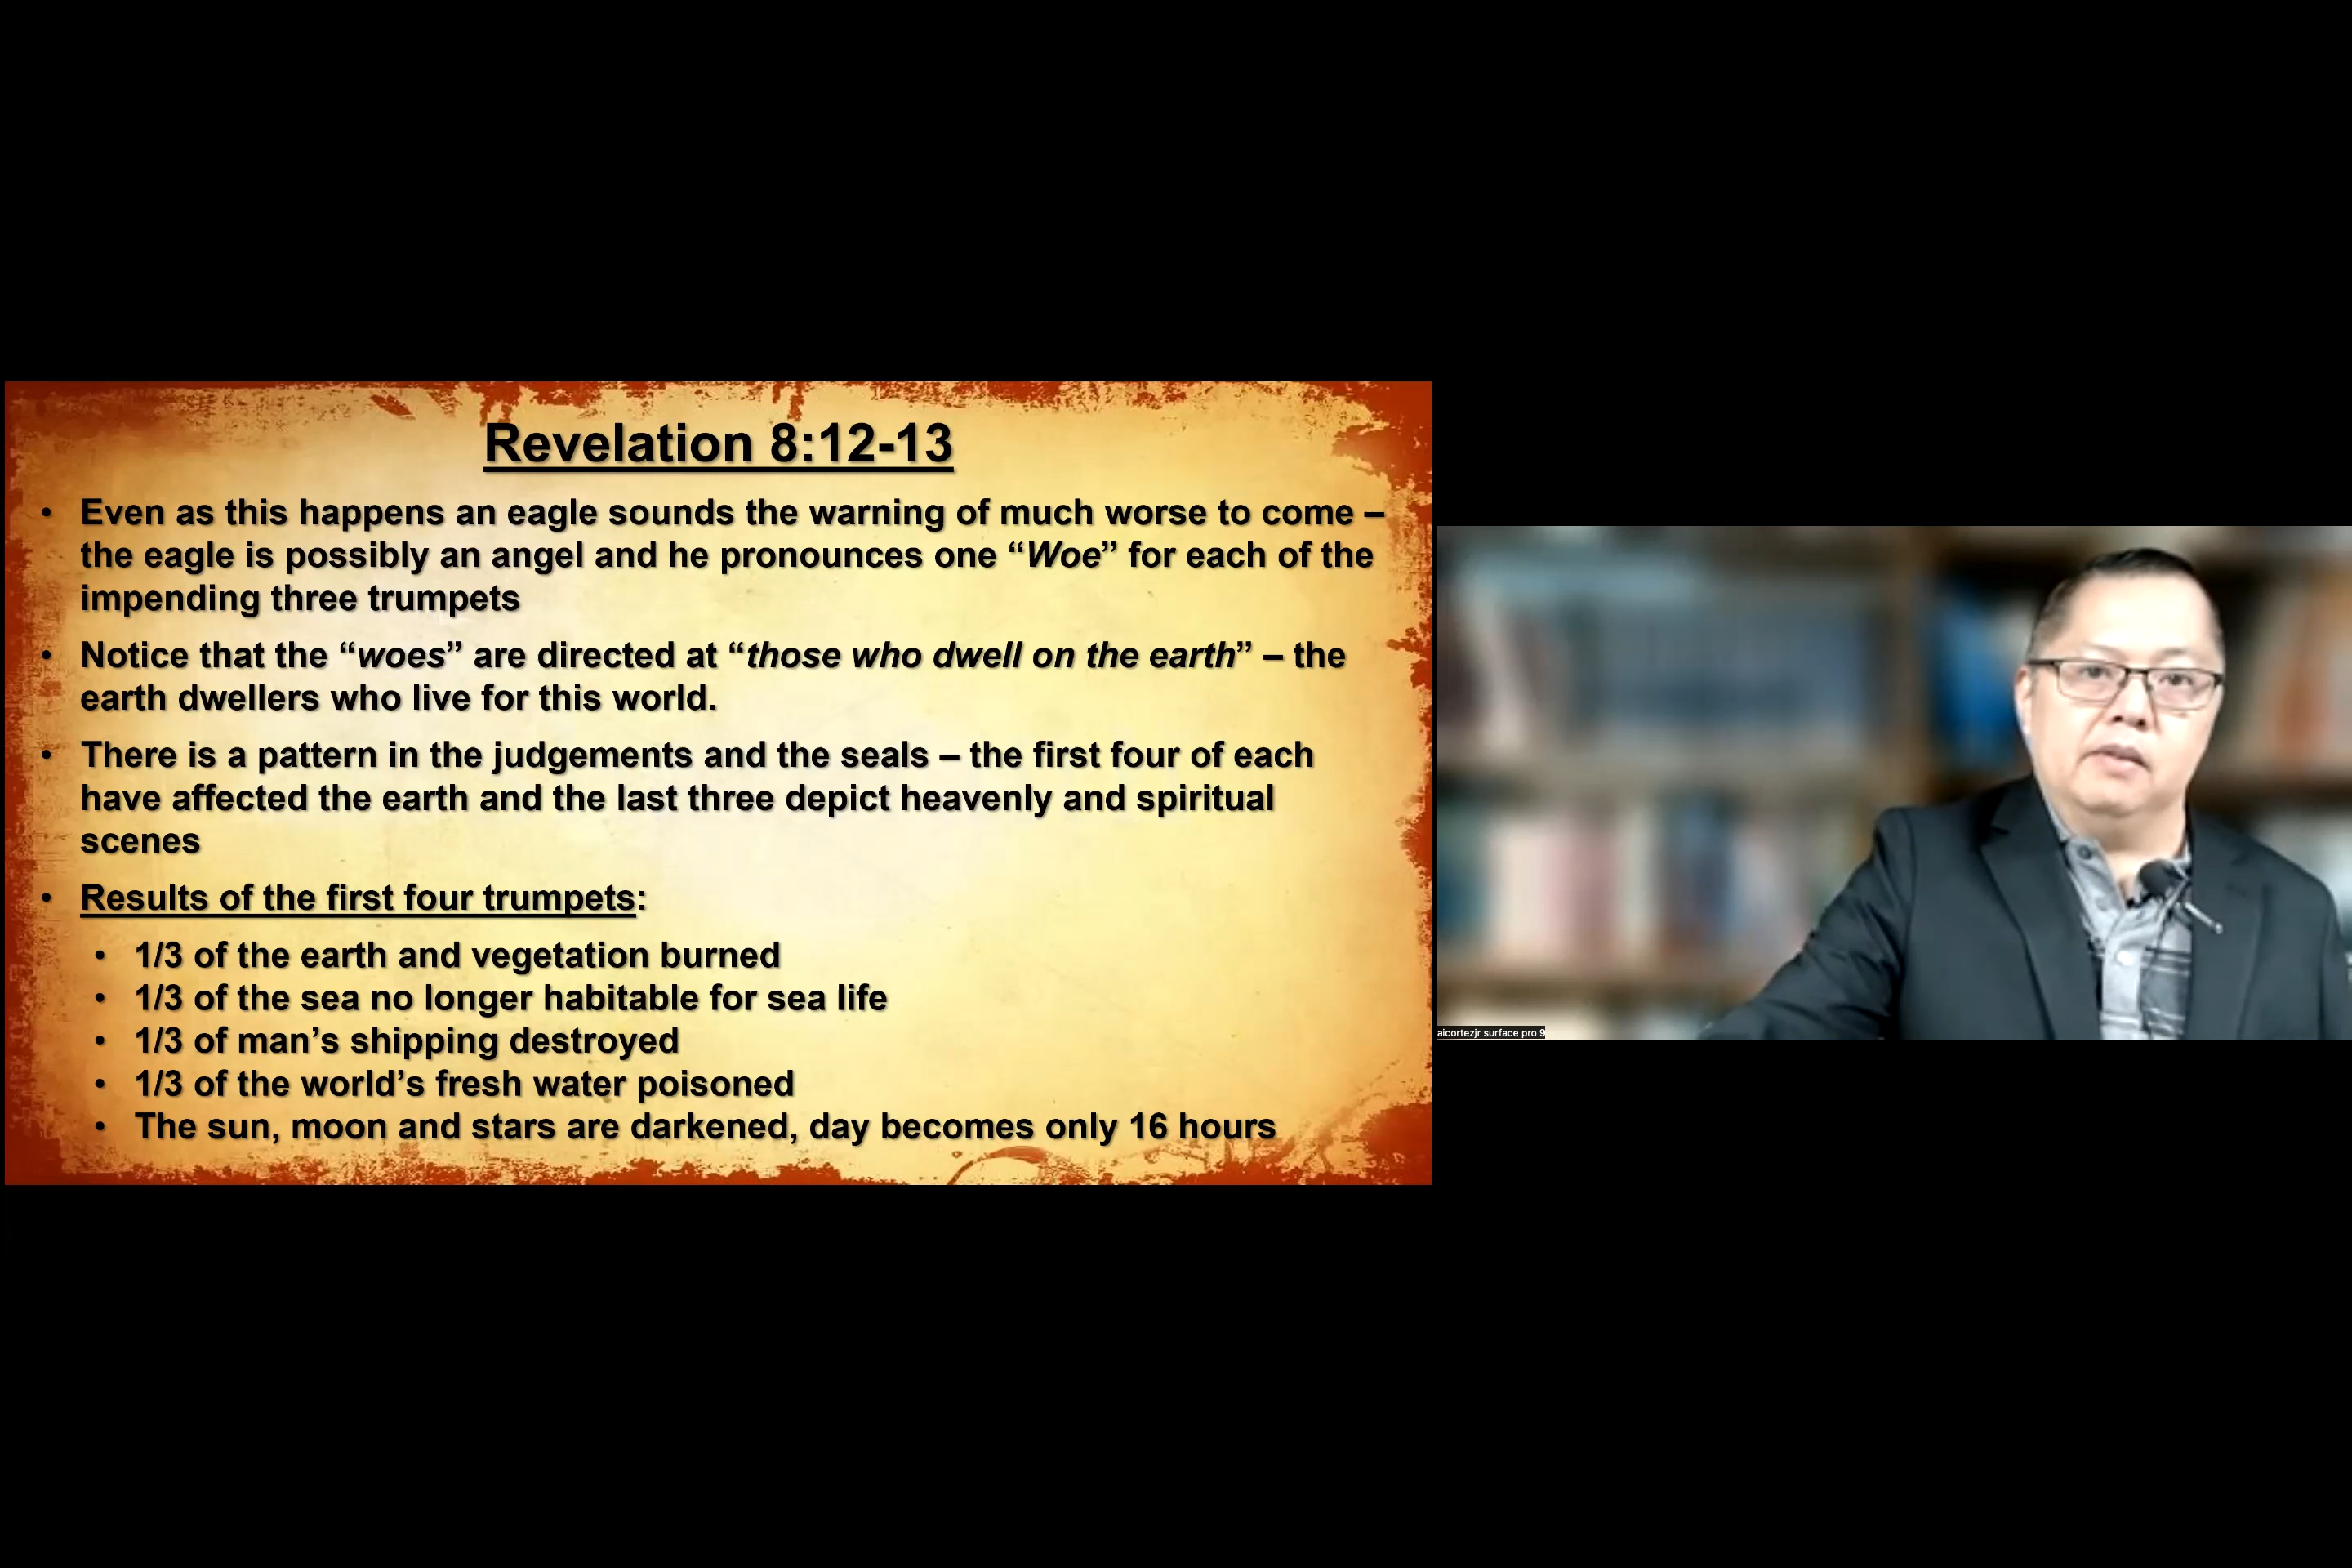 Revelation 8:12-13
• Even as this happens an eagle sounds the warning of much worse to come –
the eagle is possibly an angel and he pronounces one “Woe” for each of the
impending three trumpets
• Notice that the “woes” are directed at “those who dwell on the earth” – the
earth dwellers who live for this world.
• There is a pattern in the judgements and the seals – the first four of each
have affected the earth and the last three depict heavenly and spiritual
scenes
• Results of the first four trumpets:
• 1/3 of the earth and vegetation burned
• 1/3 of the sea no longer habitable for sea life
• 1/3 of man’s shipping destroyed
• 1/3 of the world’s fresh water poisoned
• The sun, moon and stars are darkened, day becomes only 16 hours
aicortezjr surface pro 9